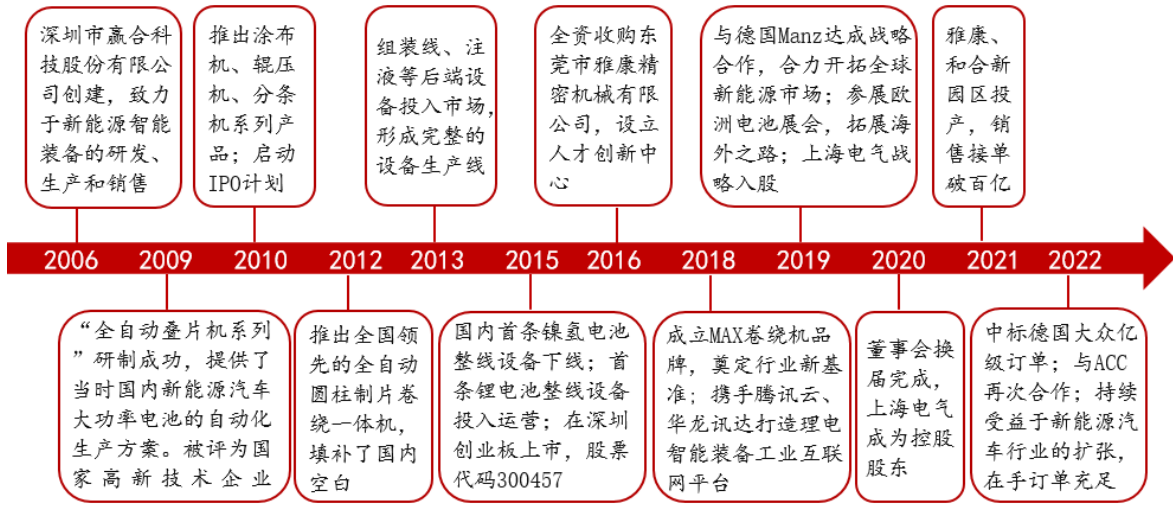 深圳市赢合科
技股份有限公
司创建，致力
于新能源智能
装备的研发、
生产和销售
推出涂布
机、辊压
机、分条
机系列产
品；启动
IPO计划
组装线、注
液等后端设
备投入市场，
形成完整的
设备生产线
全资收购东
莞市雅康精
密机械有限
公司，设立
人才创新中
心
与德国Manz达成战略
合作，合力开拓全球
新能源市场；参展欧
洲电池展会，拓展海
外之路；上海电气战
略入股
雅康、
和合新
园区投
产，销
售接单
破百亿
2006 2009 2010 2012 2013 2015 2016 2018 2019 2020 2021 2022
“全自动叠片机系列
”研制成功，提供了
当时国内新能源汽车
大功率电池的自动化
生产方案。被评为国
家高新技术企业
推出全国领
先的全自动
圆柱制片卷
绕一体机，
填补了国内
空白
国内首条镍氢电池
整线设备下线；首
条锂电池整线设备
投入运营；在深圳
创业板上市，股票
代码300457
成立MAX卷绕机品
牌，奠定行业新基
准；携手腾讯云、
华龙讯达打造理电
智能装备工业互联
网平台
董事会换
届完成，
上海电气
成为控股
股东
中标德国大众亿
级订单；与ACC
再次合作；持续
受益于新能源汽
车行业的扩张，
在手订单充足